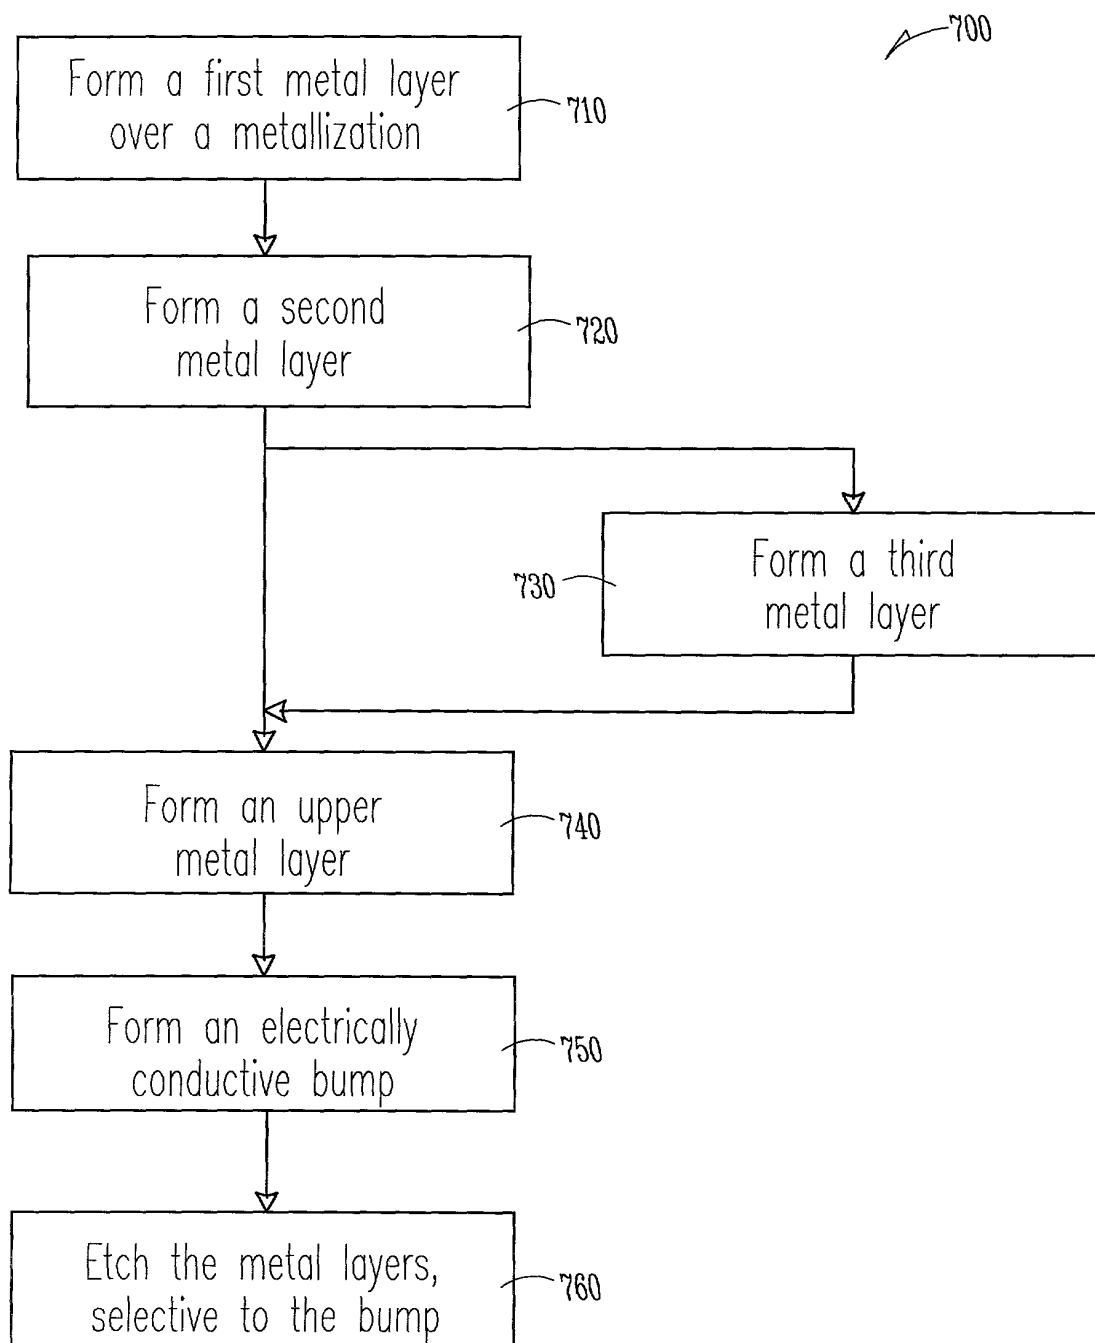 700
Form a first metal layer
over a metallization
710
Form a second
metal layer
720
Form a third
metal layer
730
Form an upper
metal layer
740
Form an electrically
conductive bump
750
Etch the metal layers,
selective to the bump
760